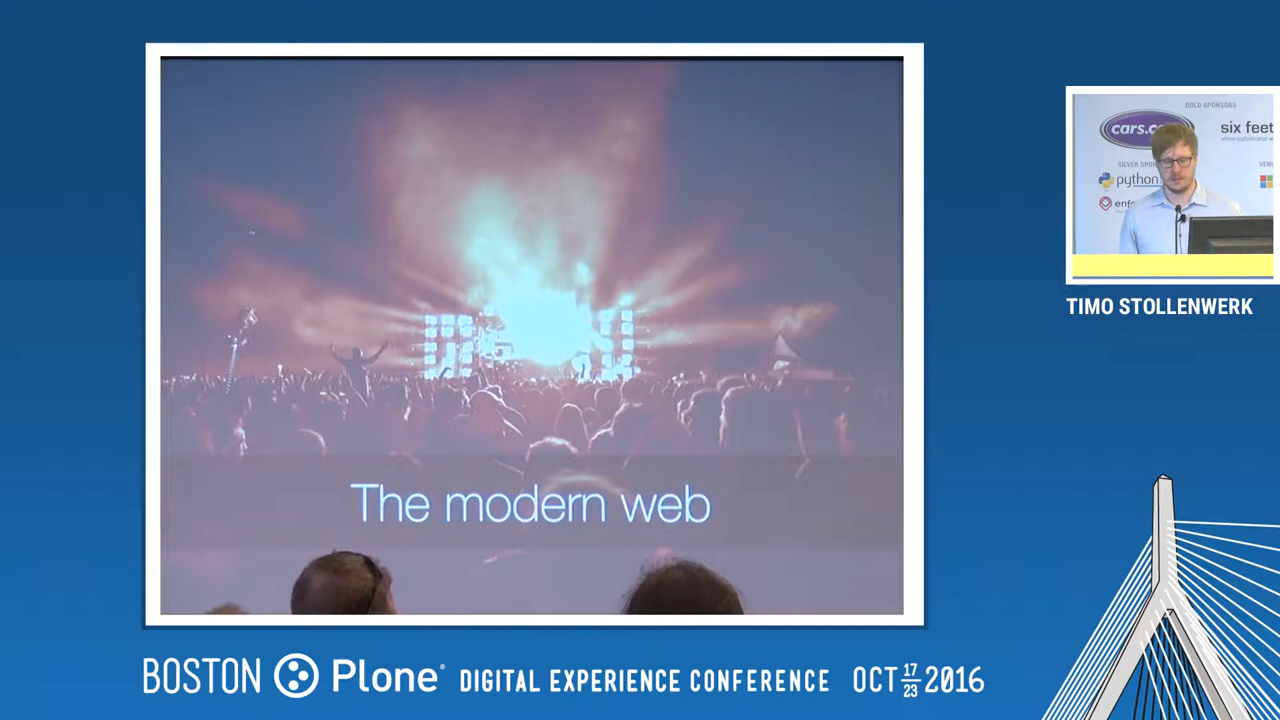 The modern web
GOLD SPONSORS
six feet
python
TIMO STOLLENWERK
BOSTON Plone® DIGITAL EXPERIENCE CONFERENCE OCT 17 23 2016